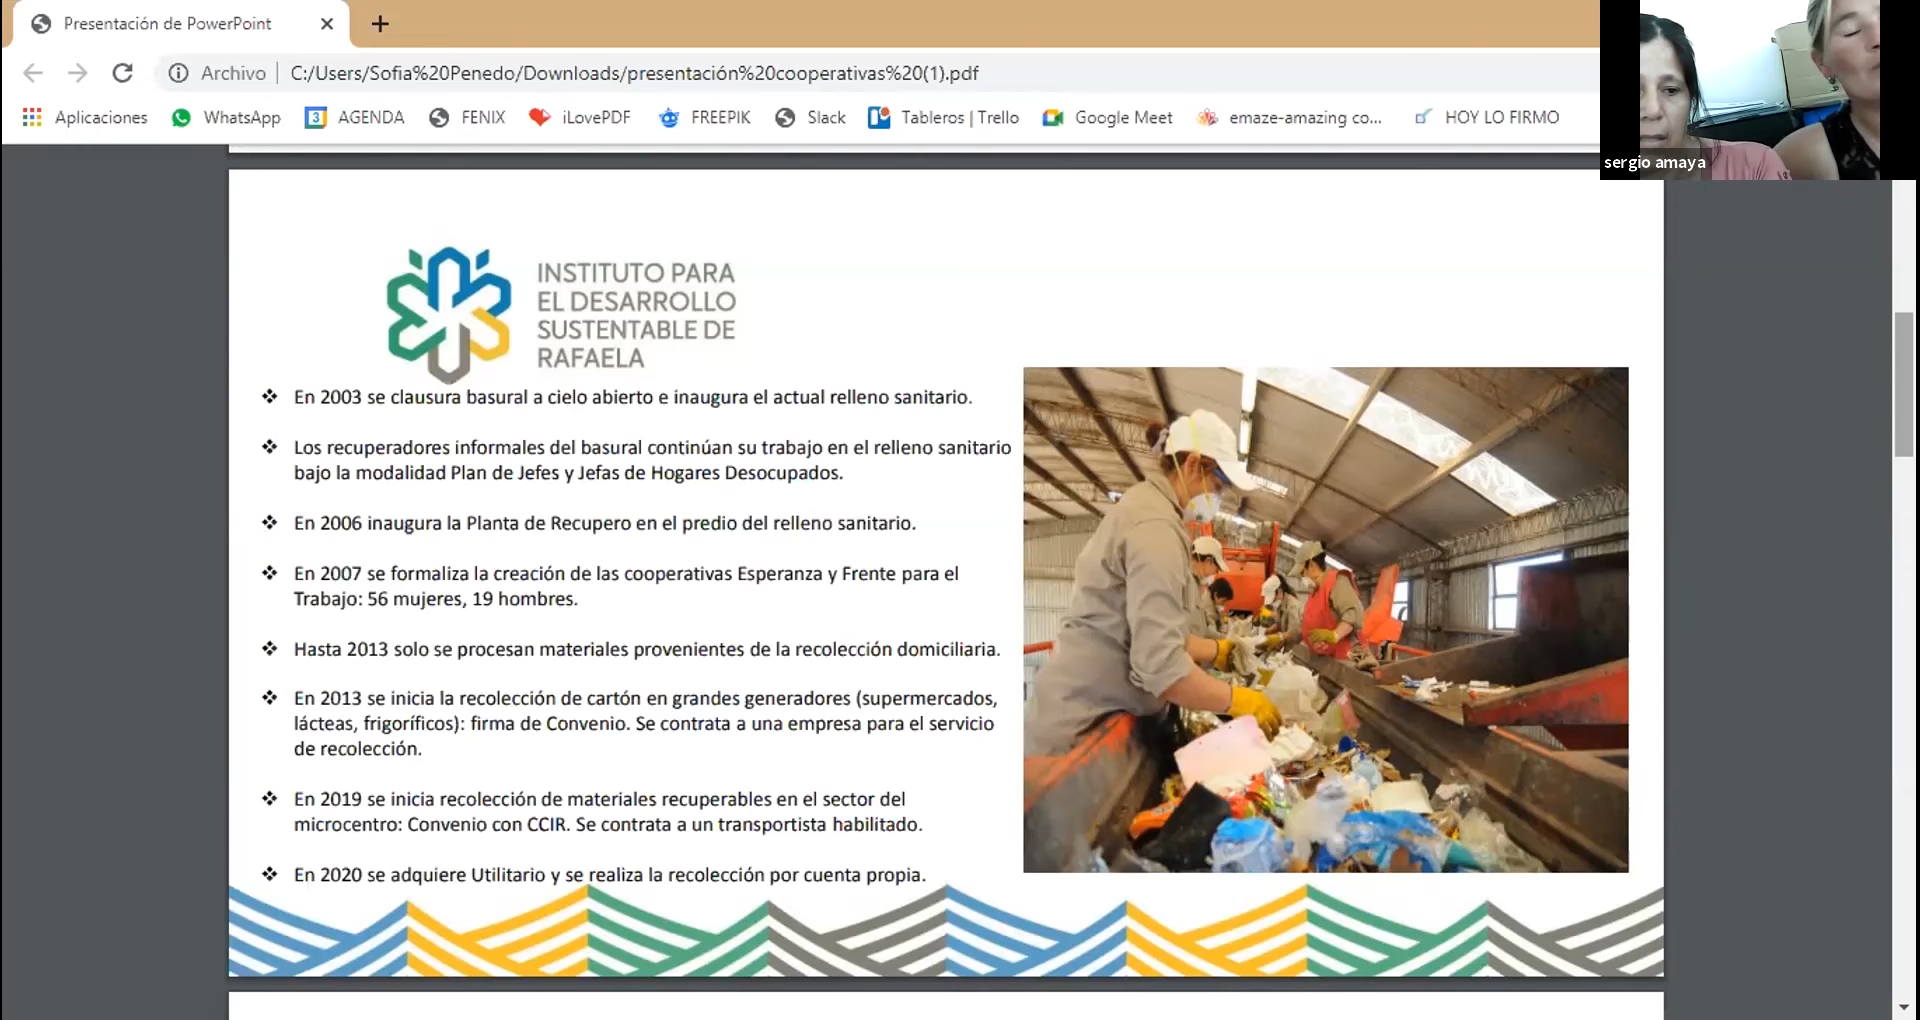 Presentación de PowerPoint
Archivo | C:/Users/Sofia%20Penedo/Downloads/presentación%20cooperativas%20(1).pdf
Aplicaciones WhatsApp 3 AGENDA FENIX iLovePDF FREEPIK Slack Tableros | Trello Google Meet emaze-amazing co... HOY LO FIRMO
sergio amaya
INSTITUTO PARA
EL DESARROLLO
SUSTENTABLE DE
RAFAELA
❖ En 2003 se clausura basural a cielo abierto e inaugura el actual relleno sanitario.
❖ Los recuperadores informales del basural continúan su trabajo en el relleno sanitario
bajo la modalidad Plan de Jefes y Jefas de Hogares Desocupados.
❖ En 2006 inaugura la Planta de Recupero en el predio del relleno sanitario.
❖ En 2007 se formaliza la creación de las cooperativas Esperanza y Frente para el
Trabajo: 56 mujeres, 19 hombres.
❖ Hasta 2013 solo se procesan materiales provenientes de la recolección domiciliaria.
❖ En 2013 se inicia la recolección de cartón en grandes generadores (supermercados,
lácteas, frigoríficos): firma de Convenio. Se contrata a una empresa para el servicio
de recolección.
❖ En 2019 se inicia recolección de materiales recuperables en el sector del
microcentro: Convenio con CCIR. Se contrata a un transportista habilitado.
❖ En 2020 se adquiere Utilitario y se realiza la recolección por cuenta propia.